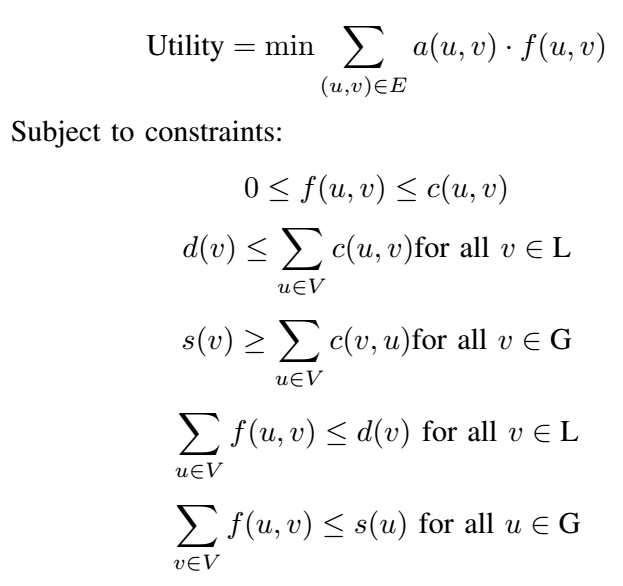 Utility = min ∑_{(u,v)∈E} a(u, v) · f(u, v)
Subject to constraints:
0 ≤ f(u, v) ≤ c(u, v)
d(v) ≤ ∑_{u∈V} c(u, v)for all v ∈ L
s(v) ≥ ∑_{u∈V} c(v, u)for all v ∈ G
∑_{u∈V} f(u, v) ≤ d(v) for all v ∈ L
∑_{v∈V} f(u, v) ≤ s(u) for all u ∈ G